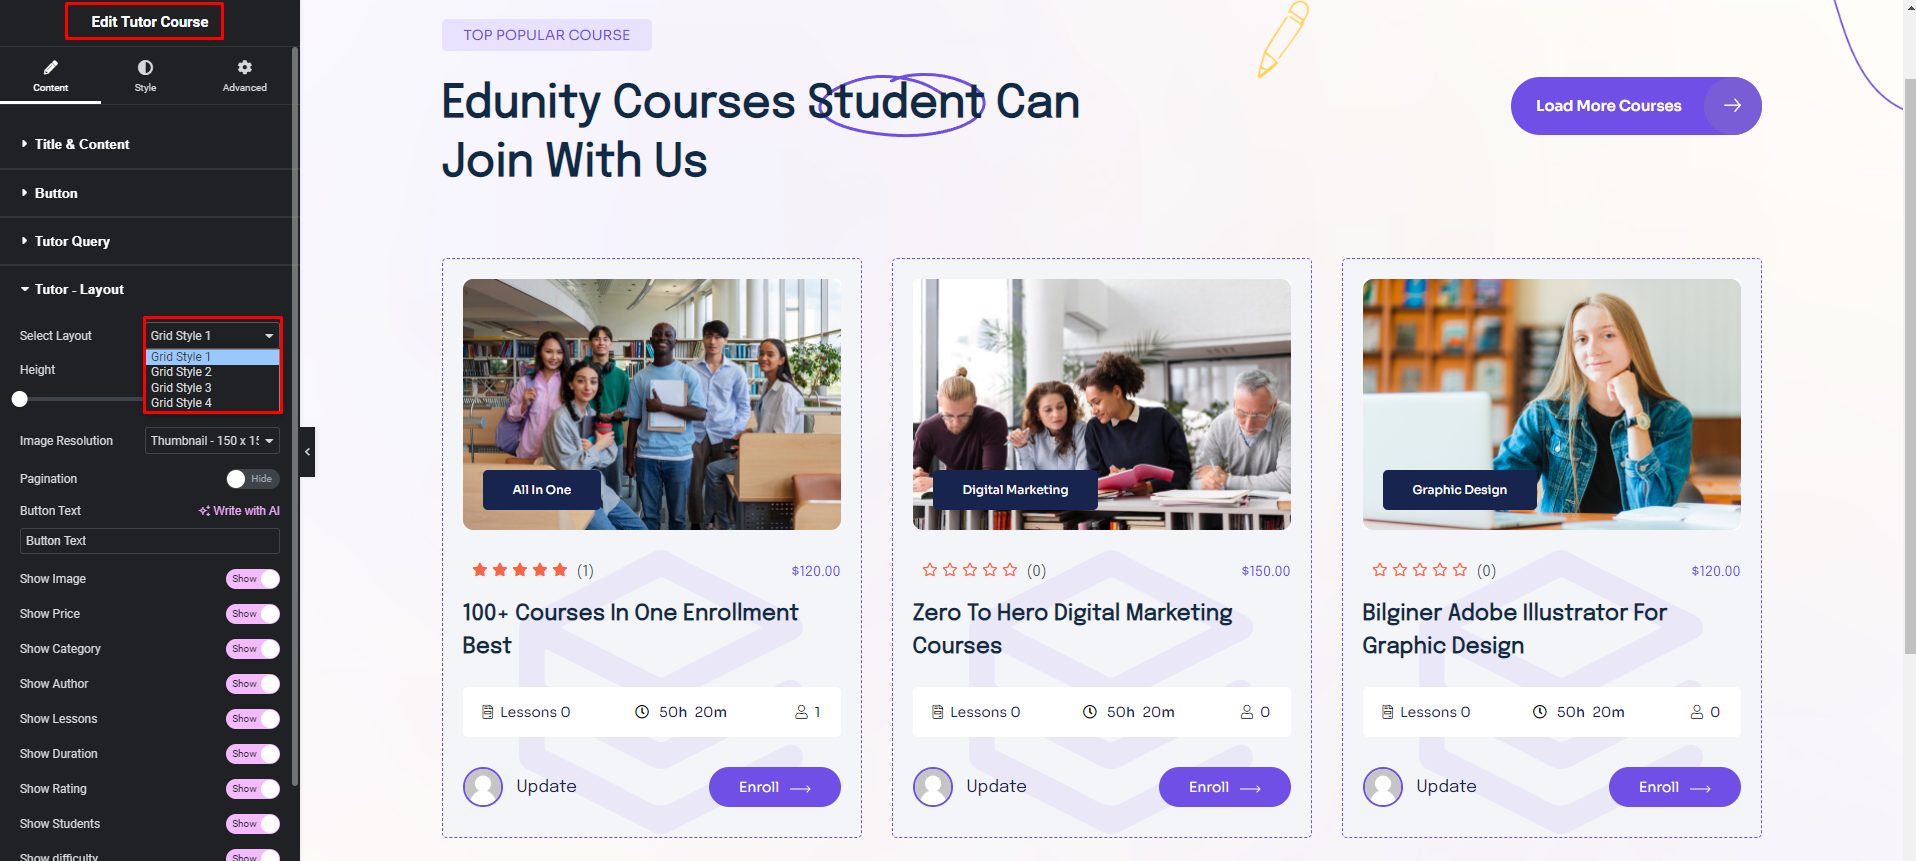 Edit Tutor Course
Content
Style
Advanced
Title & Content
Button
Tutor Query
Tutor - Layout
Select Layout
Grid Style 1
Grid Style 1
Grid Style 2
Grid Style 3
Grid Style 4
Height
Image Resolution
Thumbnail - 150 x 15
Pagination
Hide
Button Text
Write with AI
Button Text
Show Image
Show
Show Price
Show
Show Category
Show
Show Author
Show
Show Lessons
Show
Show Duration
Show
Show Rating
Show
Show Students
Show
Show difficulty
Show
TOP POPULAR COURSE
Edunity Courses Student Can
Join With Us
Load More Courses
All In One
(1)
$120.00
100+ Courses In One Enrollment
Best
Lessons 0
50h 20m
1
Update
Enroll
Digital Marketing
(0)
$150.00
Zero To Hero Digital Marketing
Courses
Lessons 0
50h 20m
0
Update
Enroll
Graphic Design
(0)
$120.00
Bilginer Adobe Illustrator For
Graphic Design
Lessons 0
50h 20m
0
Update
Enroll